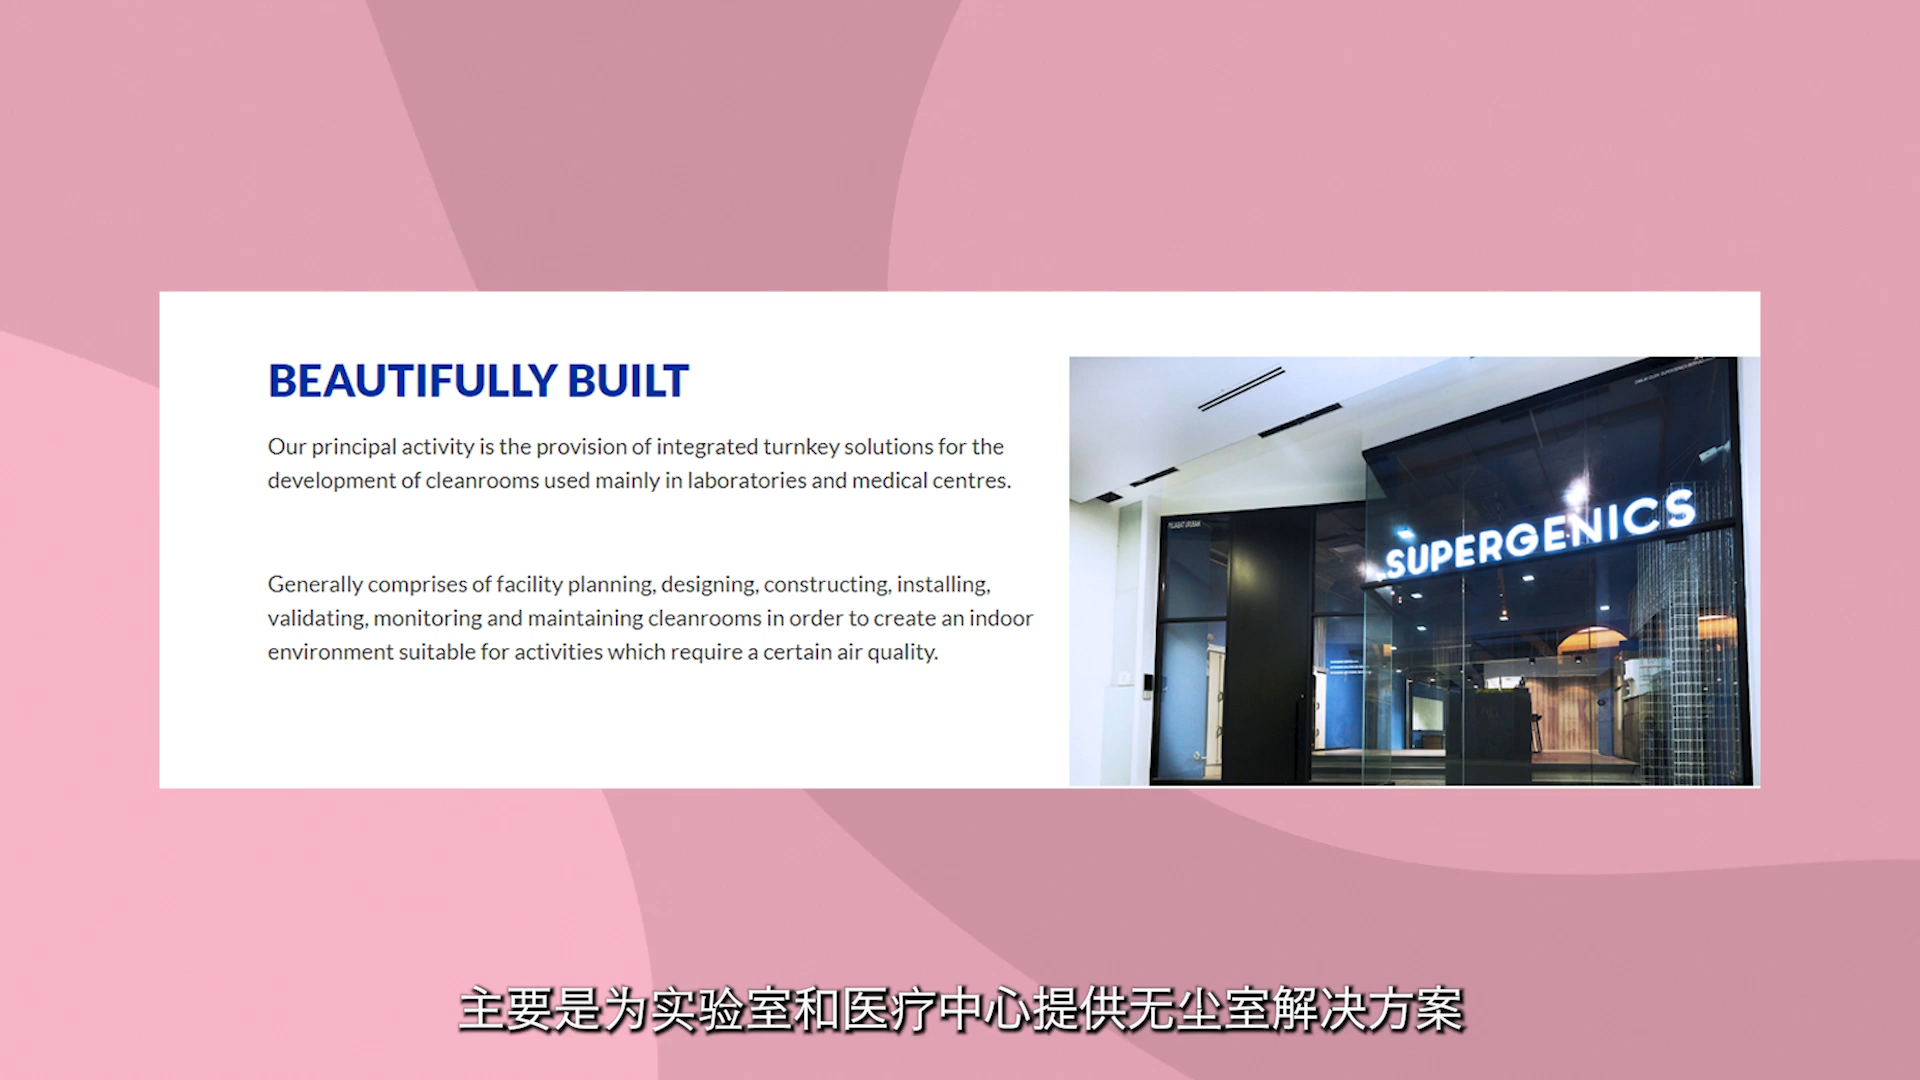 BEAUTIFULLY BUILT
Our principal activity is the provision of integrated turnkey solutions for the
development of cleanrooms used mainly in laboratories and medical centres.
Generally comprises of facility planning, designing, constructing, installing,
validating, monitoring and maintaining cleanrooms in order to create an indoor
environment suitable for activities which require a certain air quality.
SUPERGENICS
主要是为实验室和医疗中心提供无尘室解决方案